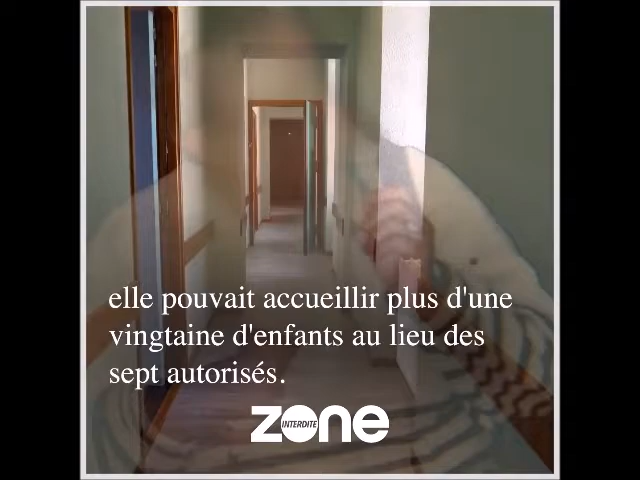 elle pouvait accueillir plus d'une
vingtaine d'enfants au lieu des
sept autorisés.
zone
INTERDITE